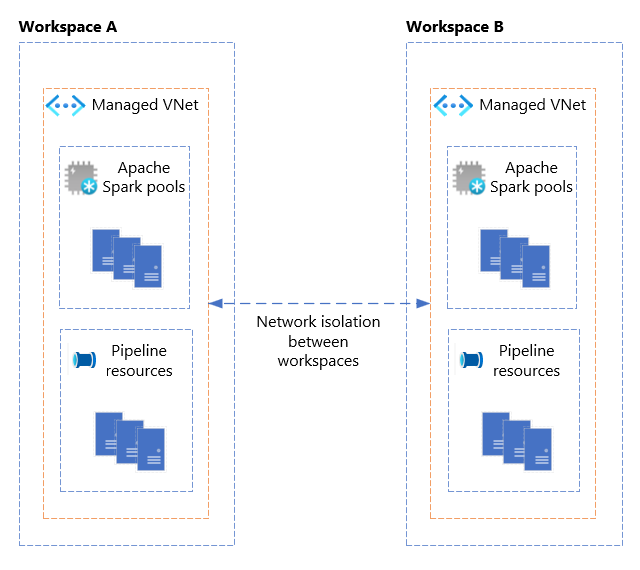 Workspace A
Managed VNet
Apache
Spark pools
Pipeline
resources
Network isolation
between
workspaces
Workspace B
Managed VNet
Apache
Spark pools
Pipeline
resources